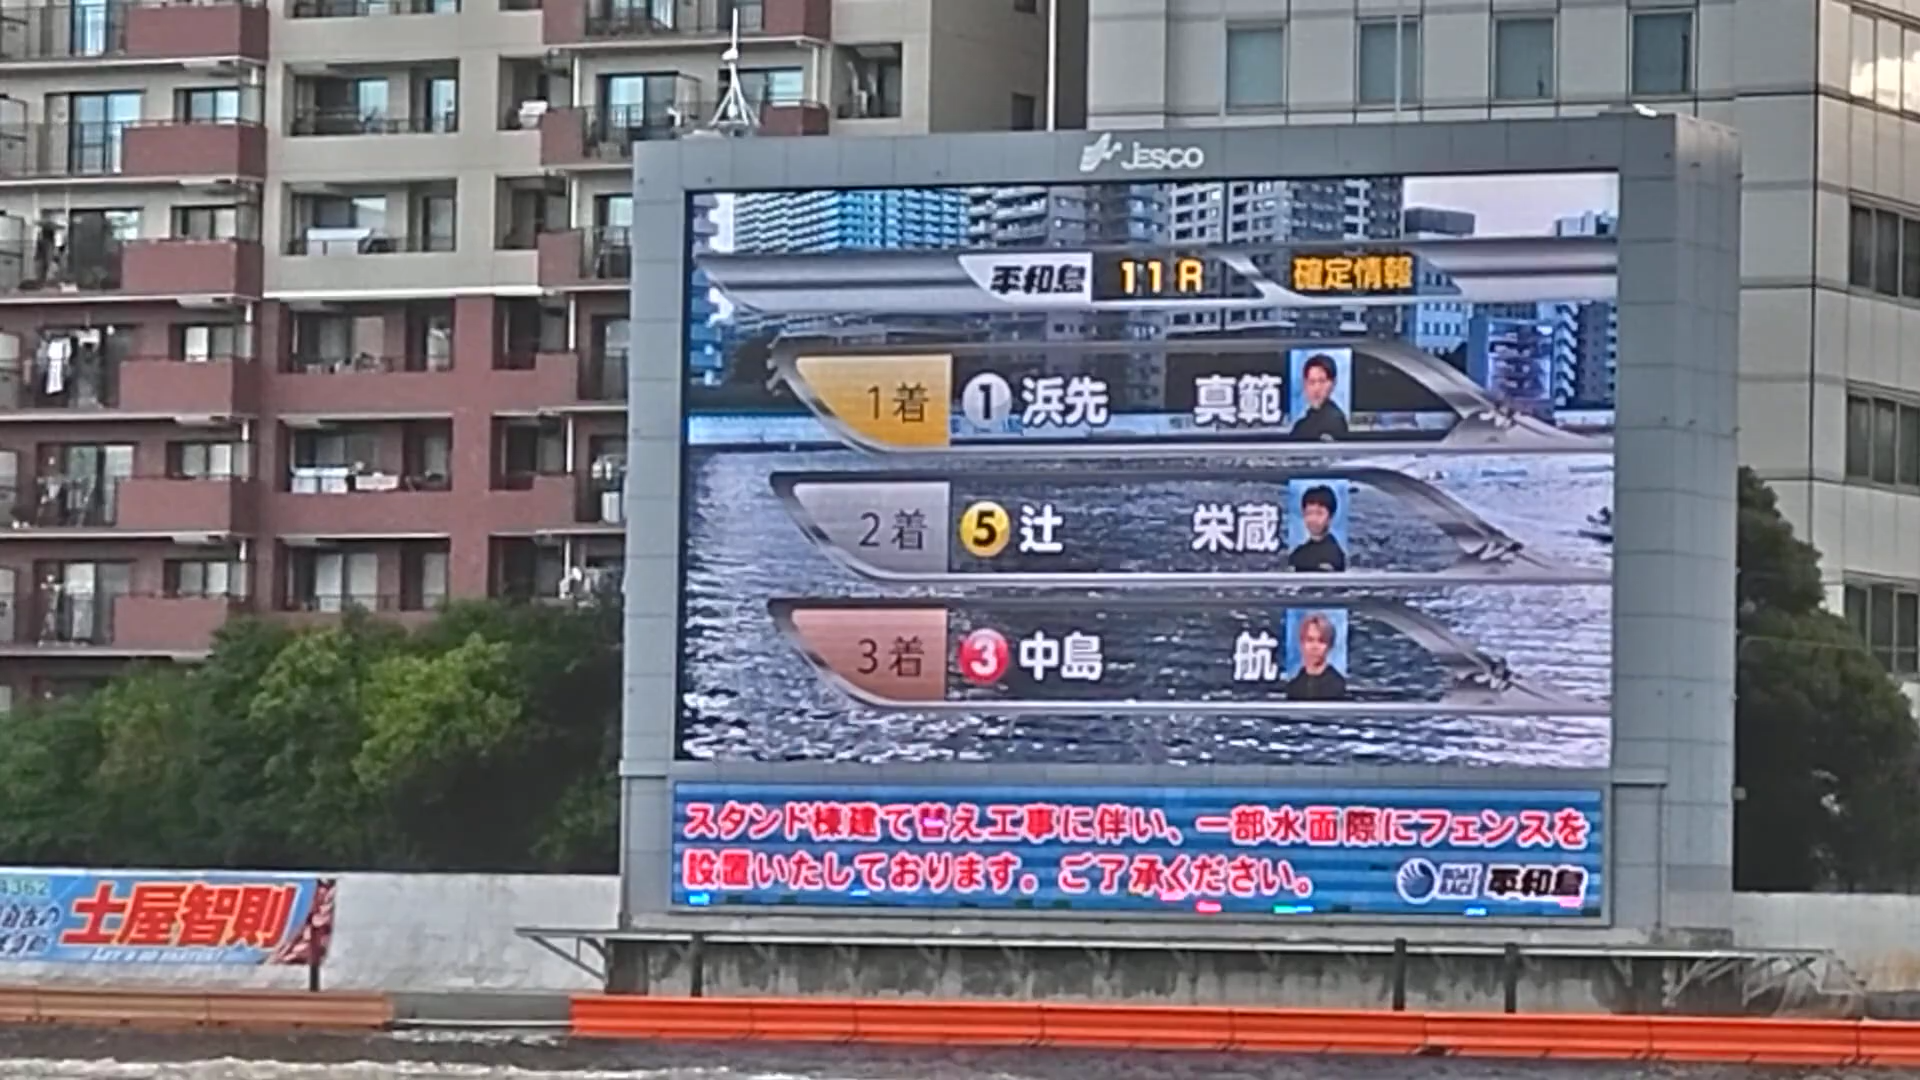 JESCO
平和島 11R 確定情報
1着 1 浜先 真範
2着 5 辻 栄蔵
3着 3 中島 航
スタンド棟建て替え工事に伴い、一部水面際にフェンスを
設置いたしております。ご了承ください。
平和島
4362
土屋智則